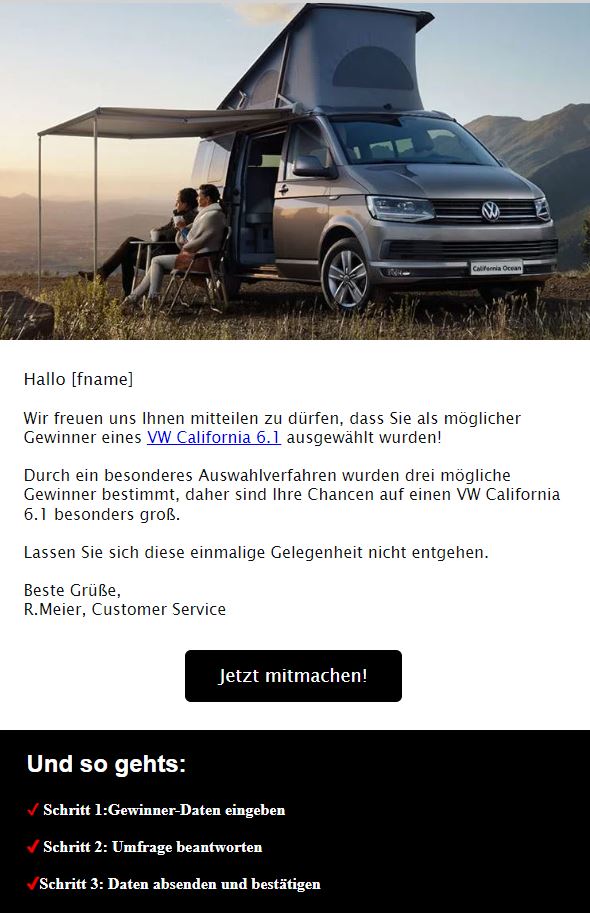 California Ocean
Hallo [fname]
Wir freuen uns Ihnen mitteilen zu dürfen, dass Sie als möglicher
Gewinner eines VW California 6.1 ausgewählt wurden!
Durch ein besonderes Auswahlverfahren wurden drei mögliche
Gewinner bestimmt, daher sind Ihre Chancen auf einen VW California
6.1 besonders groß.
Lassen Sie sich diese einmalige Gelegenheit nicht entgehen.
Beste Grüße,
R.Meier, Customer Service
Jetzt mitmachen!
Und so gehts:
✓ Schritt 1:Gewinner-Daten eingeben
✓ Schritt 2: Umfrage beantworten
✓Schritt 3: Daten absenden und bestätigen